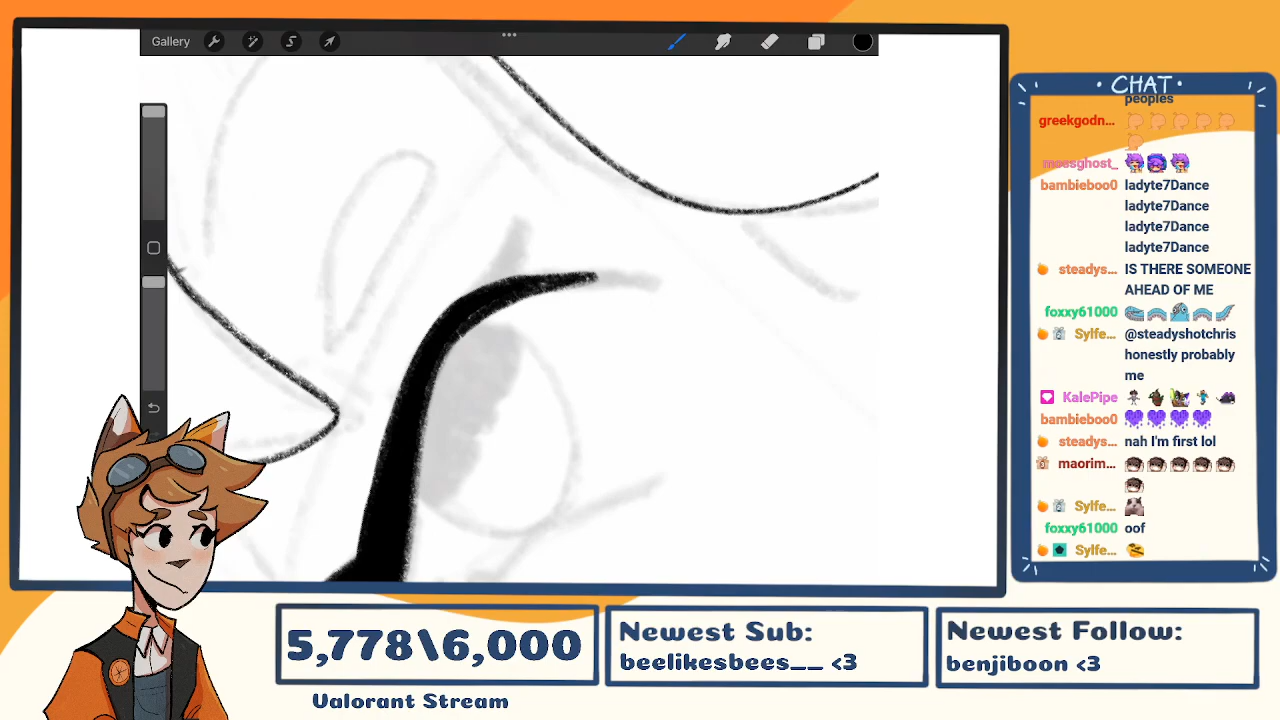 Gallery
CHAT
peoples
greekgodn...
moosghost_
bambieboo0 ladyte7Dance
ladyte7Dance
ladyte7Dance
ladyte7Dance
steadys... IS THERE SOMEONE
AHEAD OF ME
foxxy61000
Sylfe... @steadyshotchris
honestly probably
me
KalePipe
bambieboo0
steadys... nah I'm first lol
maorim...
Sylfe...
foxxy61000 oof
Sylfe...
5,778\6,000
Valorant Stream
Newest Sub:
beelikesbees__ <3
Newest Follow:
benjiboon <3